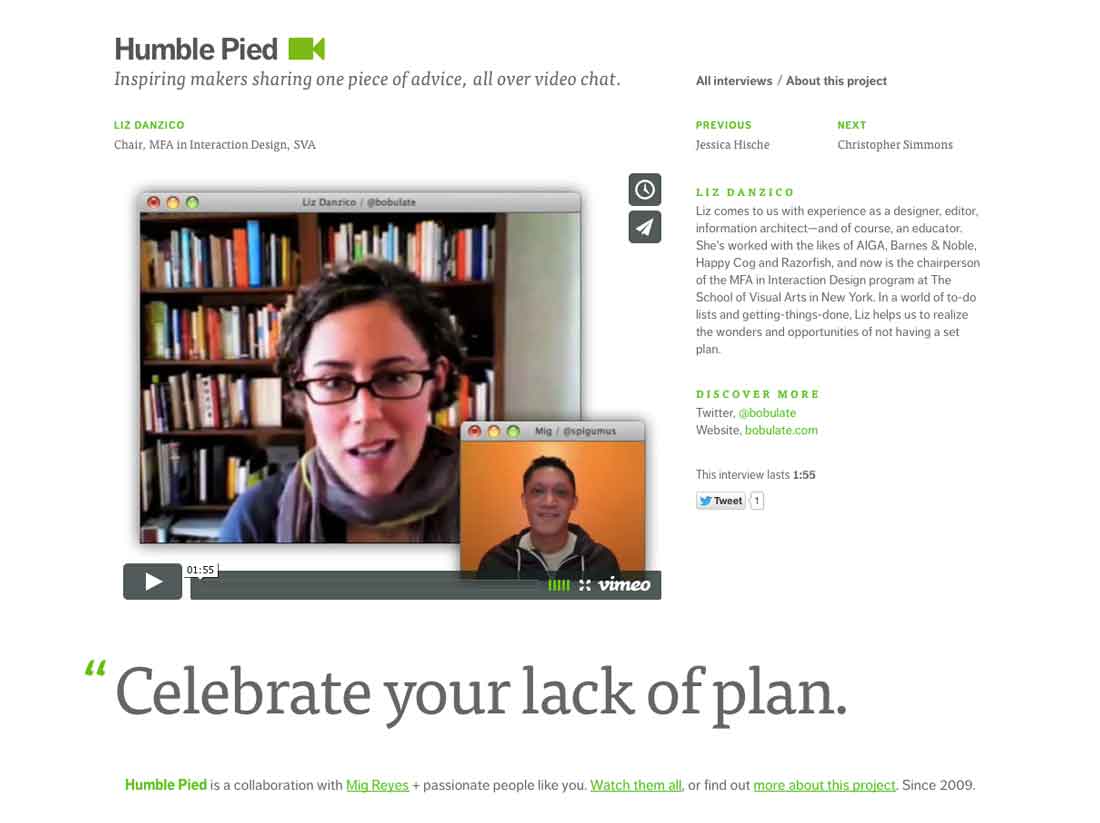 Humble Pied
Inspiring makers sharing one piece of advice, all over video chat.
All interviews / About this project
LIZ DANZICO
Chair, MFA in Interaction Design, SVA
PREVIOUS
Jessica Hische
NEXT
Christopher Simmons
Liz Danzico / @bobulate
Mig / @spigumus
01:55
vimeo
LIZ DANZICO
Liz comes to us with experience as a designer, editor,
information architect—and of course, an educator.
She's worked with the likes of AIGA, Barnes & Noble,
Happy Cog and Razorfish, and now is the chairperson
of the MFA in Interaction Design program at The
School of Visual Arts in New York. In a world of to-do
lists and getting-things-done, Liz helps us to realize
the wonders and opportunities of not having a set
plan.
DISCOVER MORE
Twitter, @bobulate
Website, bobulate.com
This interview lasts 1:55
Tweet 1
“Celebrate your lack of plan.
Humble Pied is a collaboration with Mig Reyes + passionate people like you. Watch them all, or find out more about this project. Since 2009.